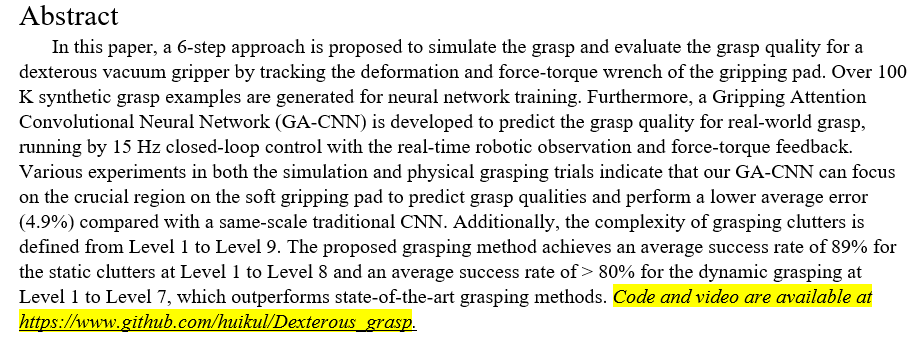 Abstract
In this paper, a 6-step approach is proposed to simulate the grasp and evaluate the grasp quality for a
dexterous vacuum gripper by tracking the deformation and force-torque wrench of the gripping pad. Over 100
K synthetic grasp examples are generated for neural network training. Furthermore, a Gripping Attention
Convolutional Neural Network (GA-CNN) is developed to predict the grasp quality for real-world grasp,
running by 15 Hz closed-loop control with the real-time robotic observation and force-torque feedback.
Various experiments in both the simulation and physical grasping trials indicate that our GA-CNN can focus
on the crucial region on the soft gripping pad to predict grasp qualities and perform a lower average error
(4.9%) compared with a same-scale traditional CNN. Additionally, the complexity of grasping clutters is
defined from Level 1 to Level 9. The proposed grasping method achieves an average success rate of 89% for
the static clutters at Level 1 to Level 8 and an average success rate of > 80% for the dynamic grasping at
Level 1 to Level 7, which outperforms state-of-the-art grasping methods. Code and video are available at
https://www.github.com/huikul/Dexterous_grasp.